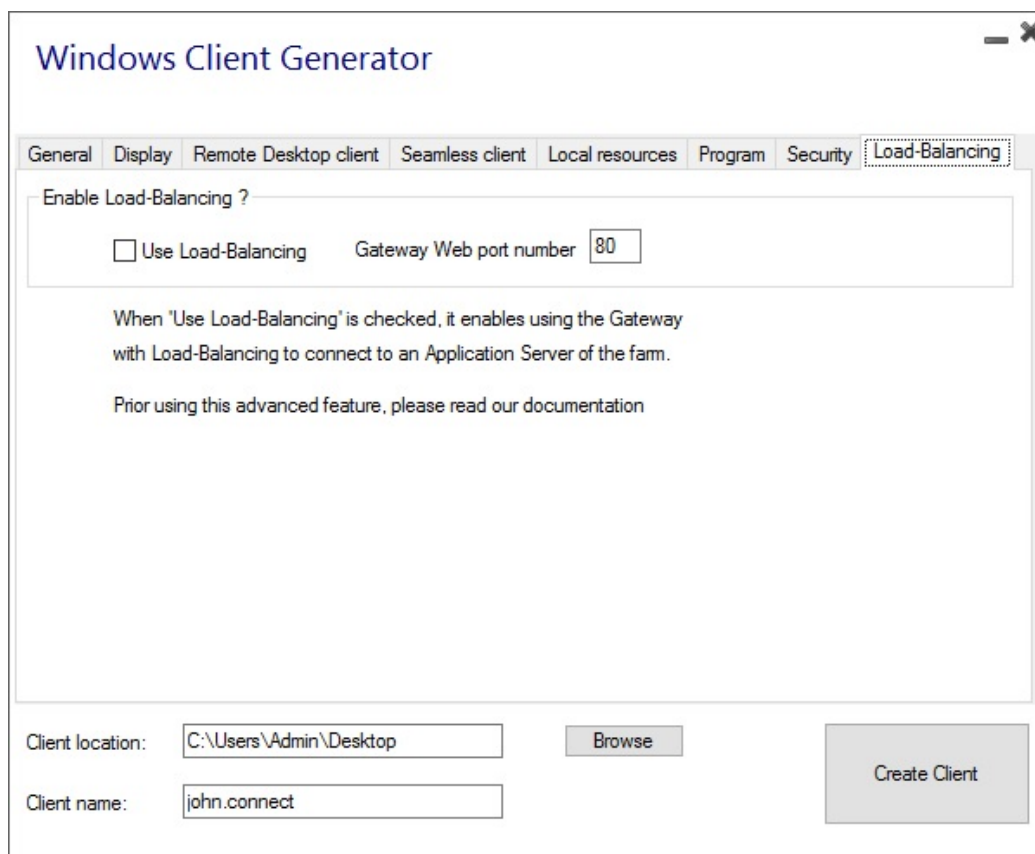 Windows Client Generator
General Display Remote Desktop client Seamless client Local resources Program Security Load-Balancing
Enable Load-Balancing ?
Use Load-Balancing Gateway Web port number 80
When "Use Load-Balancing" is checked, it enables using the Gateway
with Load-Balancing to connect to an Application Server of the farm.
Prior using this advanced feature, please read our documentation
Client location: C:\Users\Admin\Desktop Browse
Create Client
Client name: john.connect